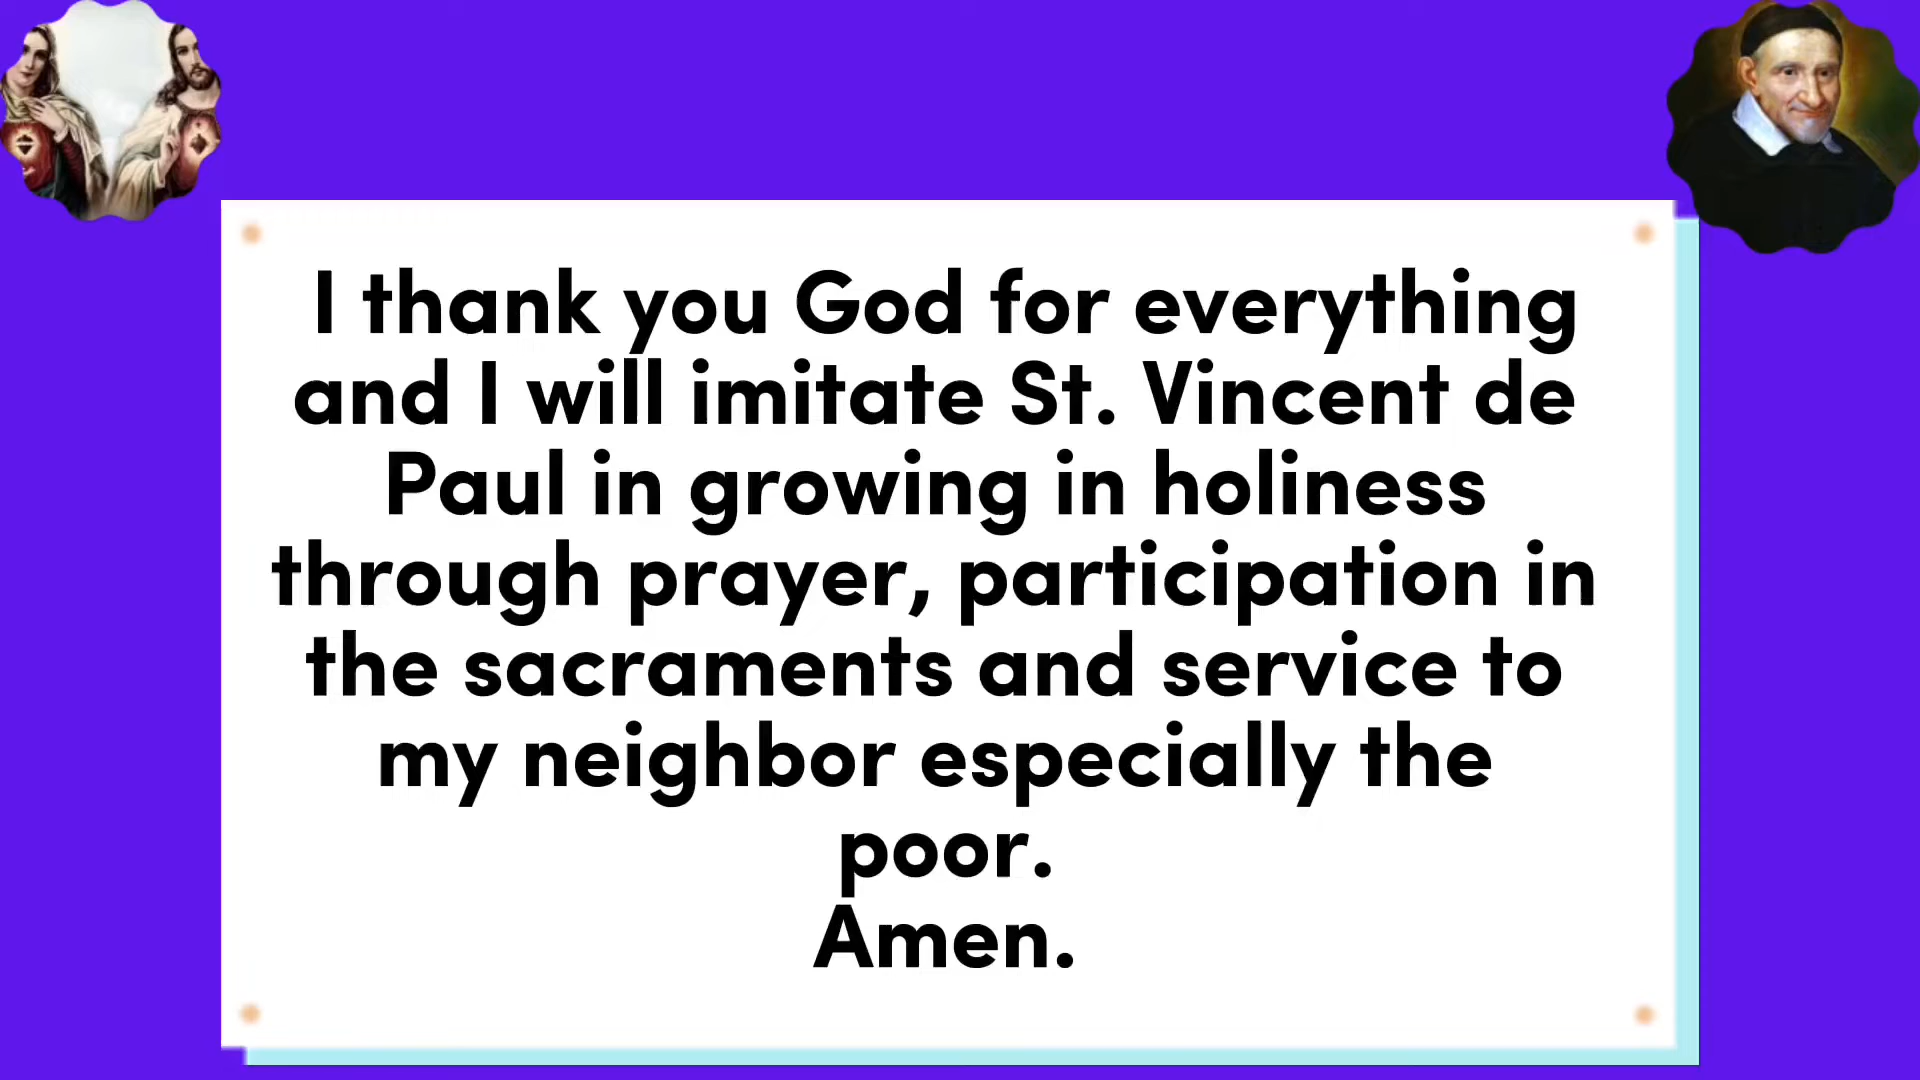 I thank you God for everything
and I will imitate St. Vincent de
Paul in growing in holiness
through prayer, participation in
the sacraments and service to
my neighbor especially the
poor.
Amen.